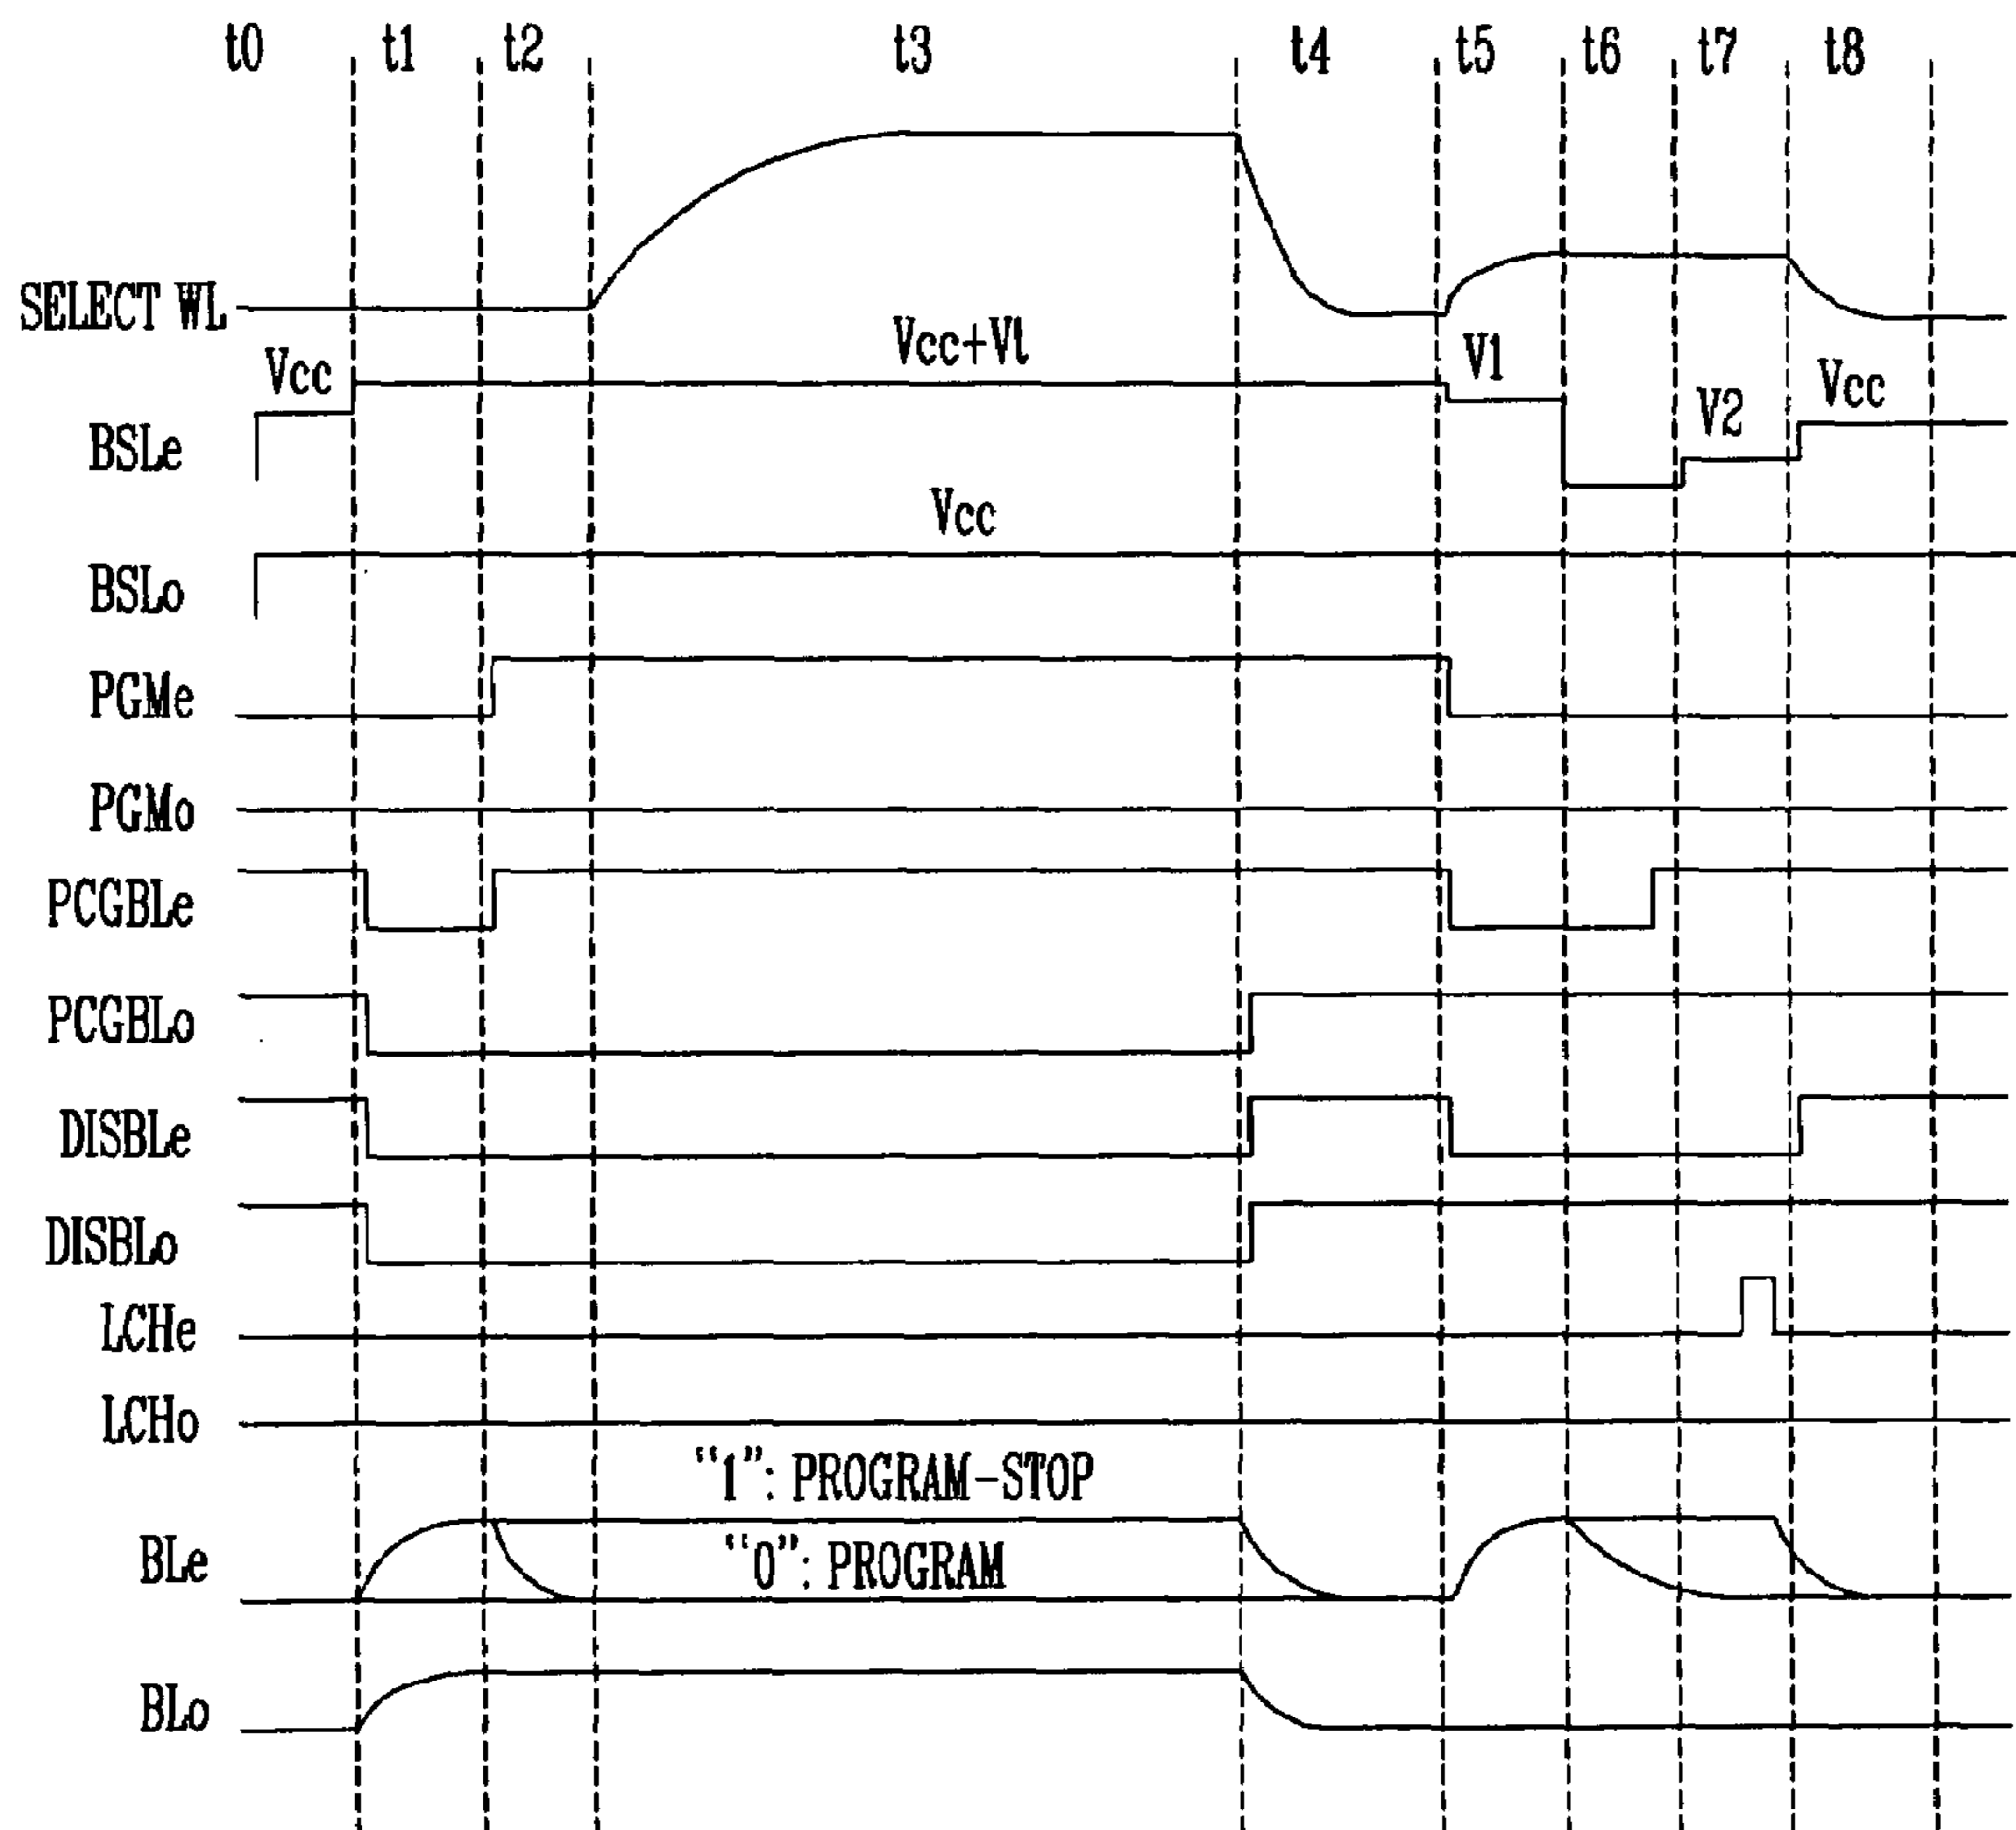 t0 t1 t2 t3 t4 t5 t6 t7 t8
SELECT WL
Vcc Vcc+Vt V1 V2 Vcc
BSLe
Vcc
BSLo
PGMe
PGMo
PCGBLe
PCGBLo
DISBLe
DISBLo
LCHe
LCHo
"1": PROGRAM-STOP
"0": PROGRAM
BLe
BLo